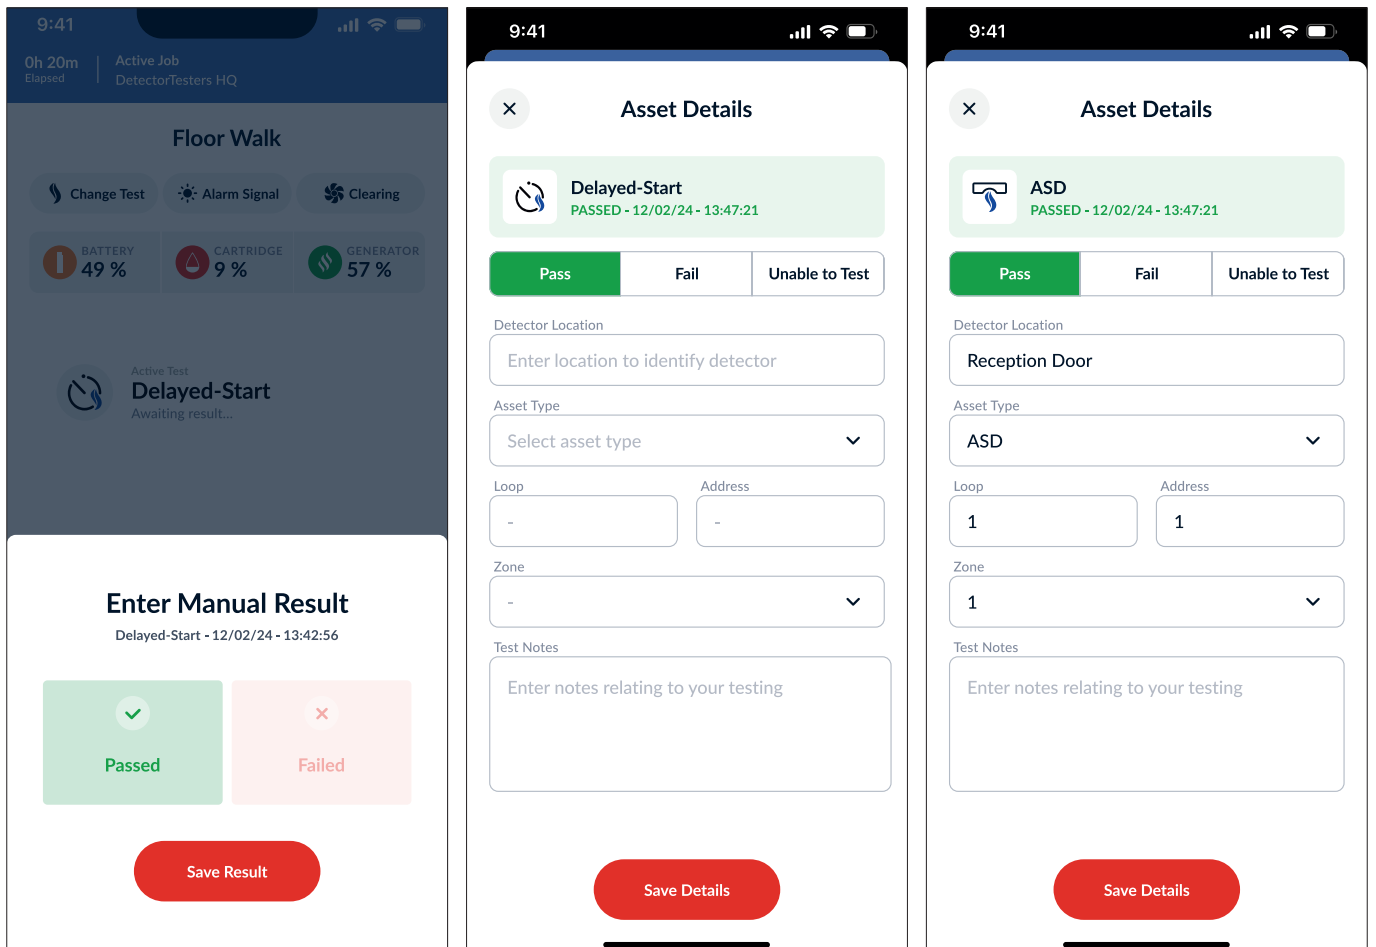 9:41
0h 20m
Elapsed
Active Job
DetectorTesters HQ
Floor Walk
Change Test
Alarm Signal
Clearing
BATTERY
49 %
CARTRIDGE
9 %
GENERATOR
57 %
Active Test
Delayed-Start
Awaiting result...
Enter Manual Result
Delayed-Start - 12/02/24 - 13:42:56
Passed
Failed
Save Result
9:41
Asset Details
Delayed-Start
PASSED - 12/02/24 - 13:47:21
Pass
Fail
Unable to Test
Detector Location
Enter location to identify detector
Asset Type
Select asset type
Loop
Address
-
-
Zone
-
Test Notes
Enter notes relating to your testing
Save Details
9:41
Asset Details
ASD
PASSED - 12/02/24 - 13:47:21
Pass
Fail
Unable to Test
Detector Location
Reception Door
Asset Type
ASD
Loop
Address
1
1
Zone
1
Test Notes
Enter notes relating to your testing
Save Details